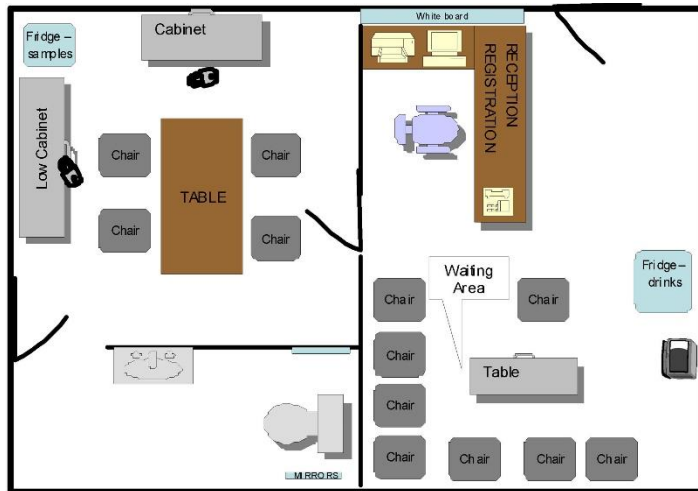 White board
Fridge –
samples
Cabinet
RECEPTION
REGISTRATION
Low Cabinet
Chair
Chair
TABLE
Chair
Chair
Waiting
Area
Fridge –
drinks
Chair
Chair
Chair
Table
Chair
Chair
Chair
Chair
Chair
Chair
MIRRORS